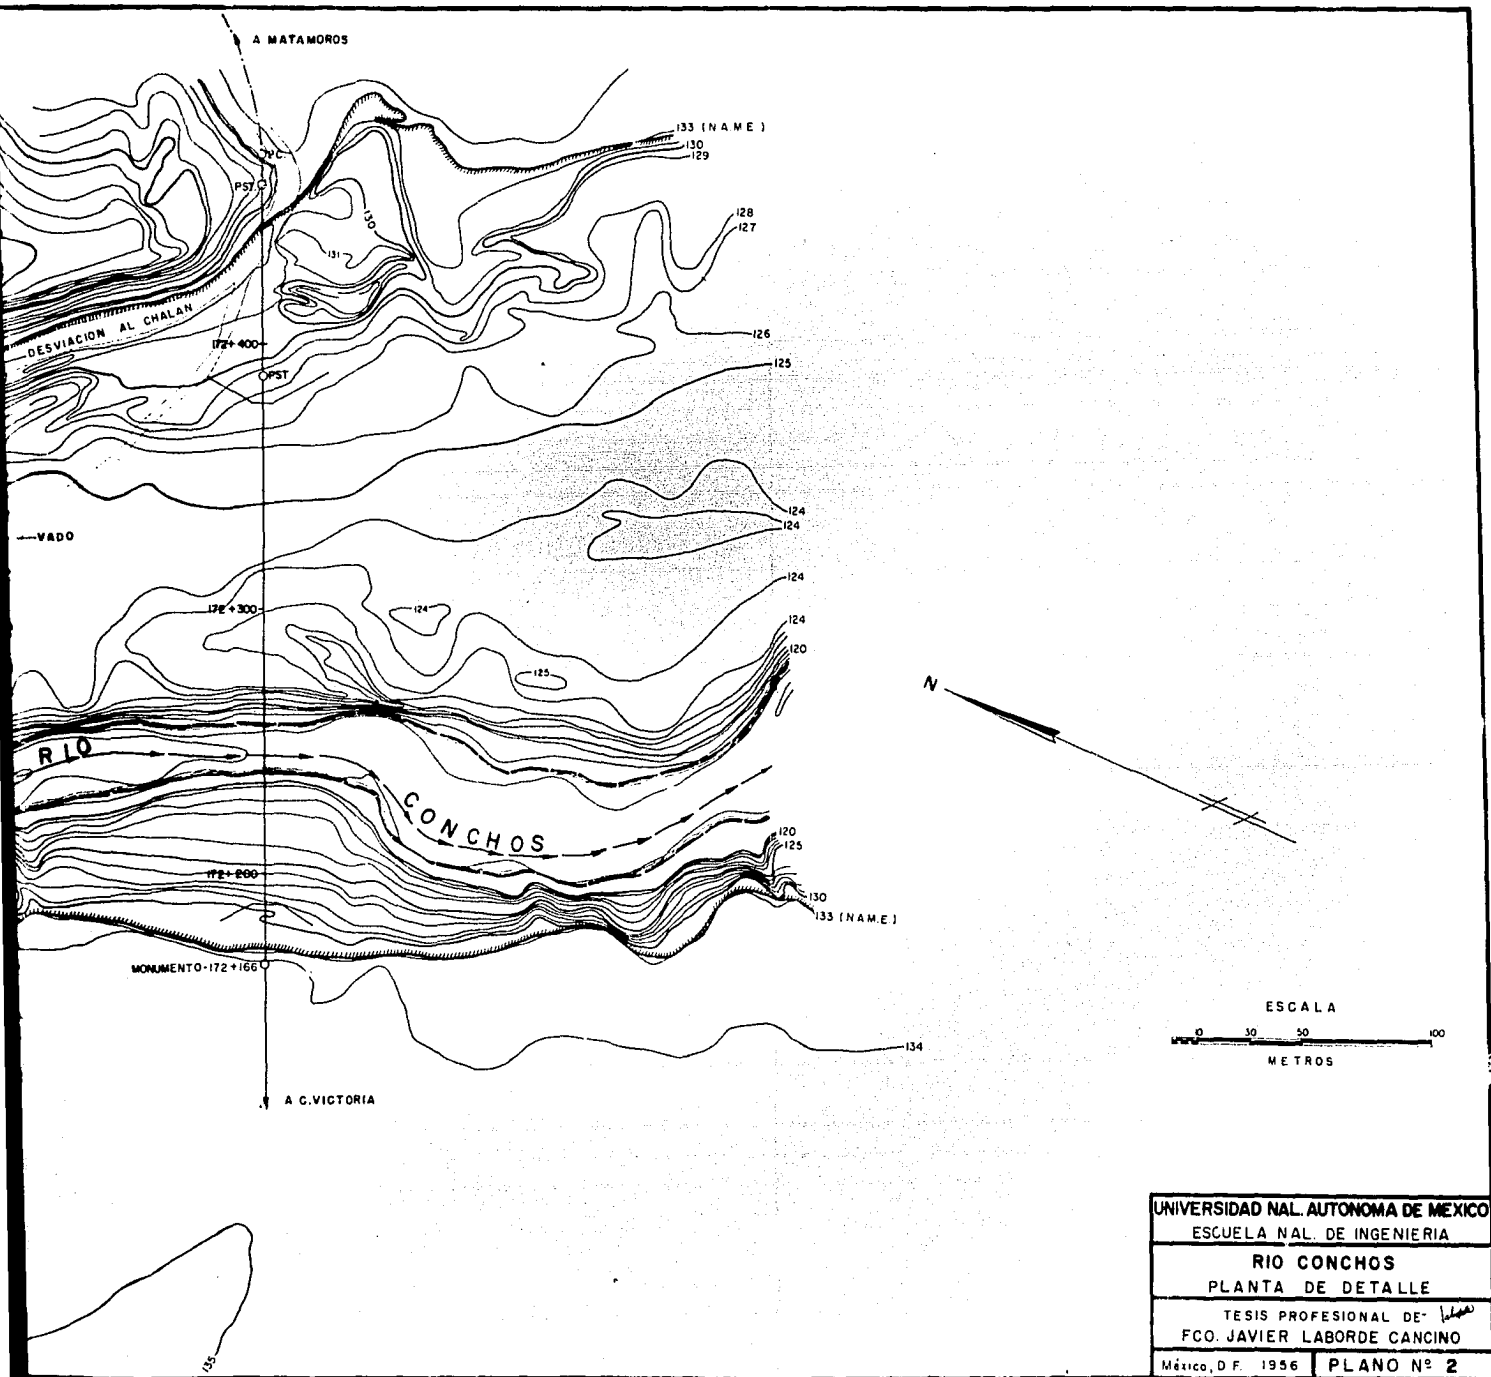 A MATAMOROS
133 (N.A.M.E.)
130
129
P.C.
PST.
128
127
130
131
DESVIACION AL CHALAN
172+400
126
PST
125
124
124
VADO
124
172+300
124
124
125
120
N
RIO
CONCHOS
120
125
172+200
130
133 (N.A.M.E.)
MONUMENTO-172+166
134
A C. VICTORIA
ESCALA
10 30 50 100
METROS
135
UNIVERSIDAD NAL. AUTONOMA DE MEXICO
ESCUELA NAL. DE INGENIERIA
RIO CONCHOS
PLANTA DE DETALLE
TESIS PROFESIONAL DE-
FCO. JAVIER LABORDE CANCINO
México, D.F. 1956
PLANO Nº 2